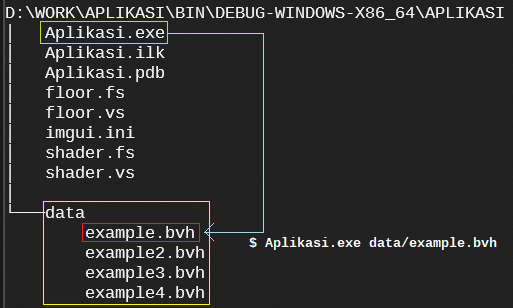 D:\WORK\APLIKASI\BIN\DEBUG-WINDOWS-X86_64\APLIKASI
Aplikasi.exe
Aplikasi.ilk
Aplikasi.pdb
floor.fs
floor.vs
imgui.ini
shader.fs
shader.vs
data
example.bvh
$ Aplikasi.exe data/example.bvh
example2.bvh
example3.bvh
example4.bvh